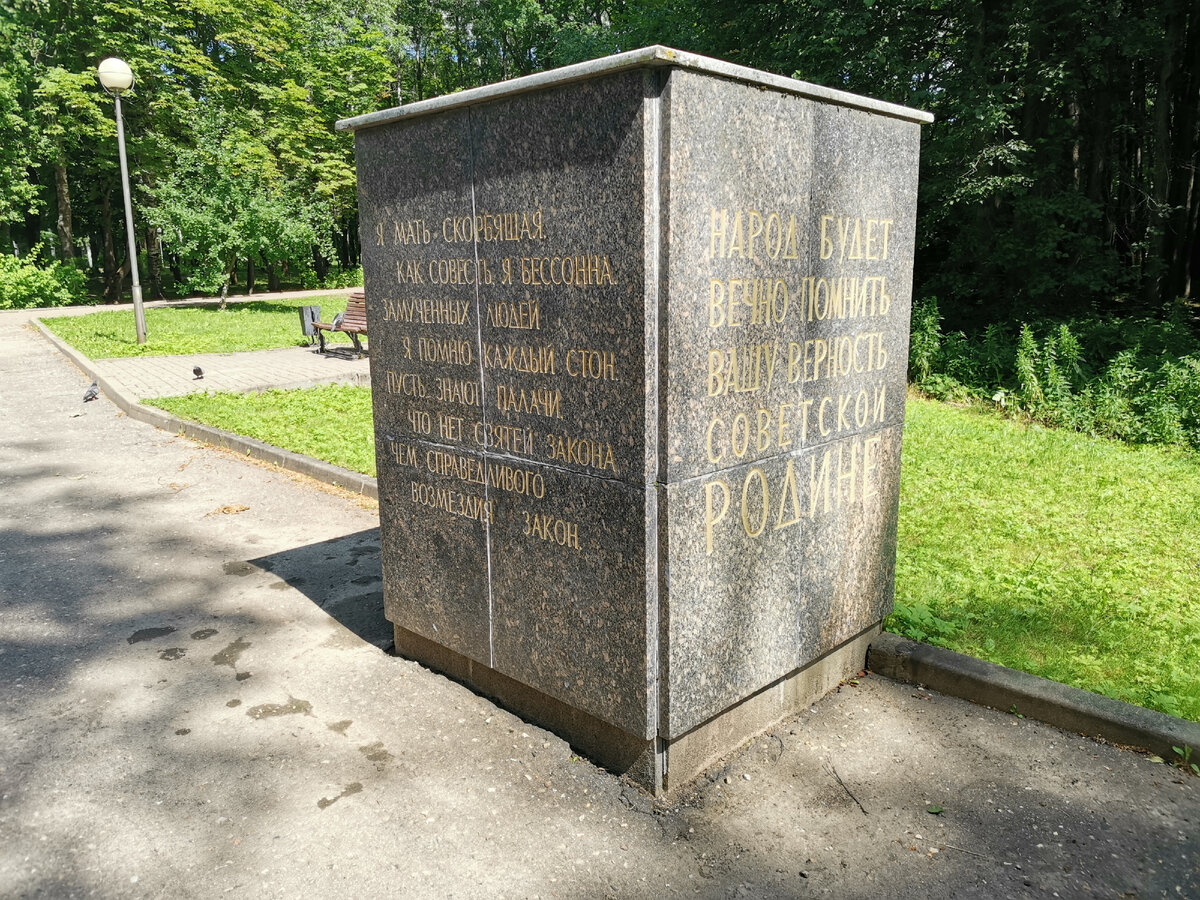 Я МАТЬ СКОРБЯЩАЯ.
КАК СОВЕСТЬ, Я БЕССОННА.
ЗАМУЧЕННЫХ ЛЮДЕЙ
Я ПОМНЮ КАЖДЫЙ СТОН.
ПУСТЬ ЗНАЮТ ПАЛАЧИ,
ЧТО НЕТ СВЯТЕЙ ЗАКОНА,
ЧЕМ СПРАВЕДЛИВОГО
ВОЗМЕЗДИЯ ЗАКОН.
НАРОД БУДЕТ
ВЕЧНО ПОМНИТЬ
ВАШУ ВЕРНОСТЬ
СОВЕТСКОЙ
РОДИНЕ